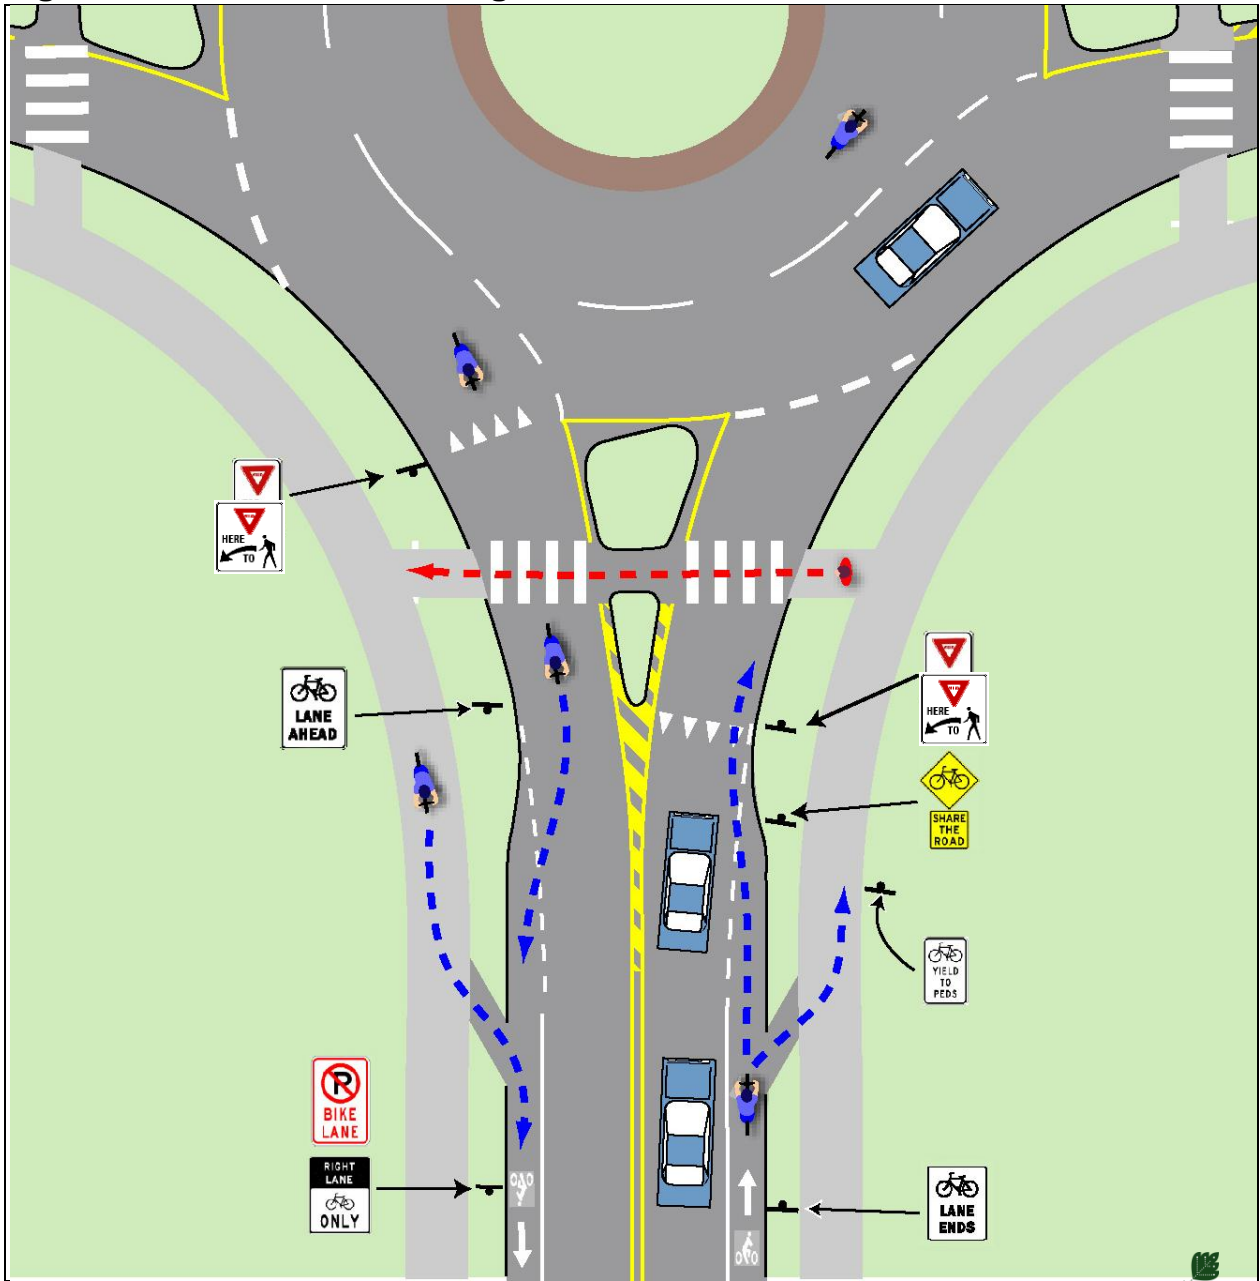 HERE
TO
LANE
AHEAD
HERE
TO
SHARE
THE
ROAD
YIELD
TO
PEDS
P
BIKE
LANE
RIGHT
LANE
ONLY
LANE
ENDS